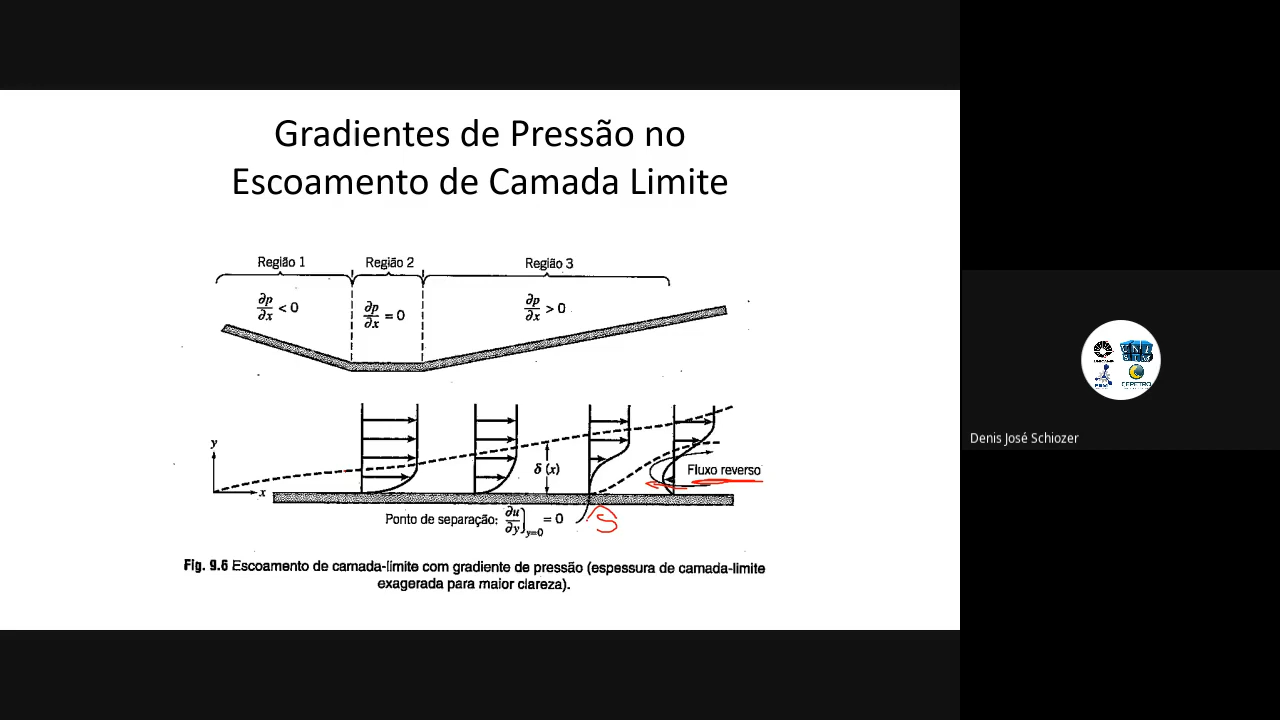 Gradientes de Pressão no
Escoamento de Camada Limite
Região 1
Região 2
Região 3
∂p/∂x < 0
∂p/∂x = 0
∂p/∂x > 0
y
x
δ (x)
Fluxo reverso
Ponto de separação: ∂u/∂y]y=0 = 0
S
Fig. 9.6 Escoamento de camada-limite com gradiente de pressão (espessura de camada-limite
exagerada para maior clareza).
CEPETRO
Denis José Schiozer